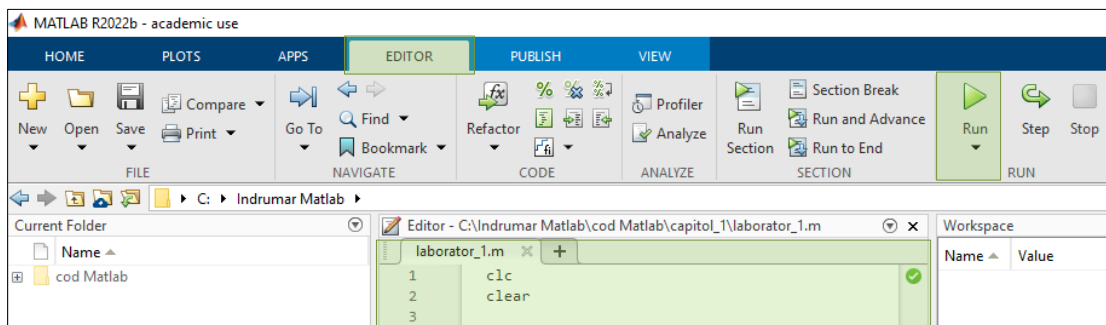 MATLAB R2022b - academic use
HOME PLOTS APPS EDITOR PUBLISH VIEW
New Open Save Compare Print
Go To Find Bookmark
Refactor
Profiler Analyze
Run Section Section Break Run and Advance Run to End
Run Step Stop
FILE NAVIGATE CODE ANALYZE SECTION RUN
C: Indrumar Matlab
Current Folder
Name
cod Matlab
Editor - C:\Indrumar Matlab\cod Matlab\capitol_1\laborator_1.m
laborator_1.m
1 clc
2 clear
3
Workspace
Name Value